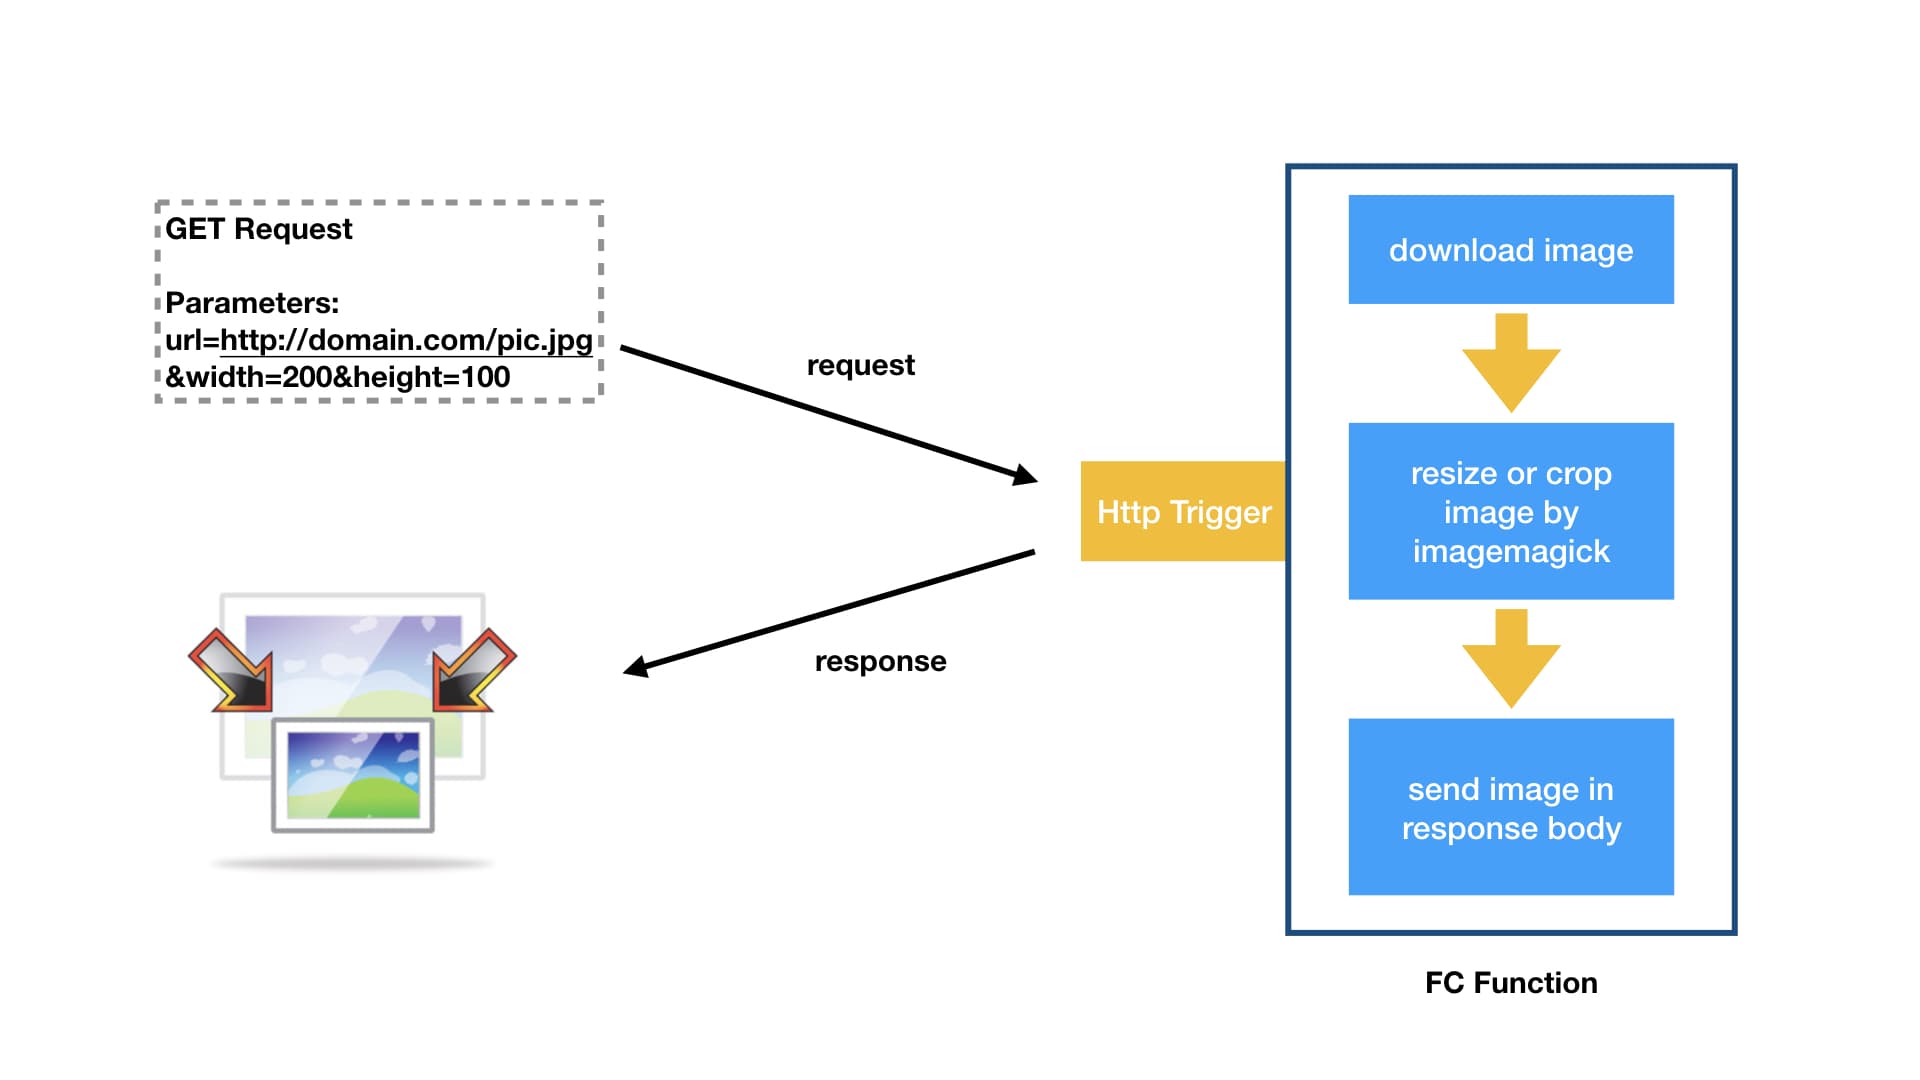 GET Request
Parameters:
url=http://domain.com/pic.jpg
&width=200&height=100
request
Http Trigger
response
download image
resize or crop
image by
imagemagick
send image in
response body
FC Function